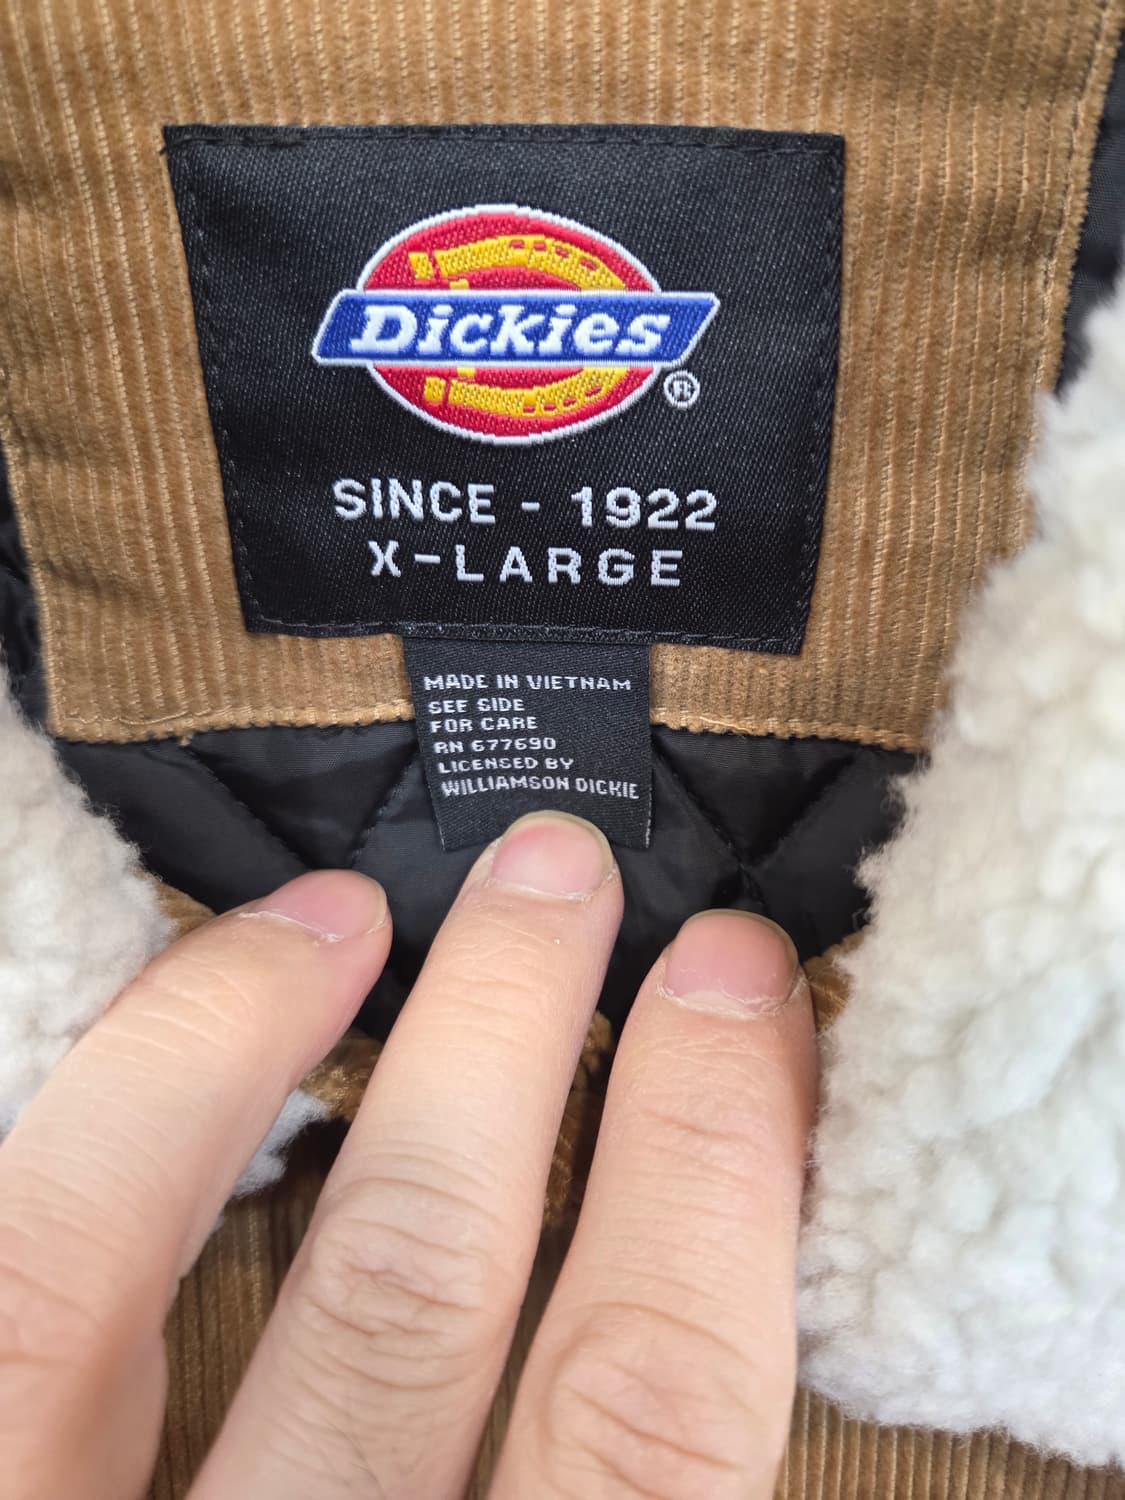 Dickies
®
SINCE - 1922
X-LARGE
MADE IN VIETNAM
SEE SIDE
FOR CARE
RN 677690
LICENSED BY
WILLIAMSON DICKIE